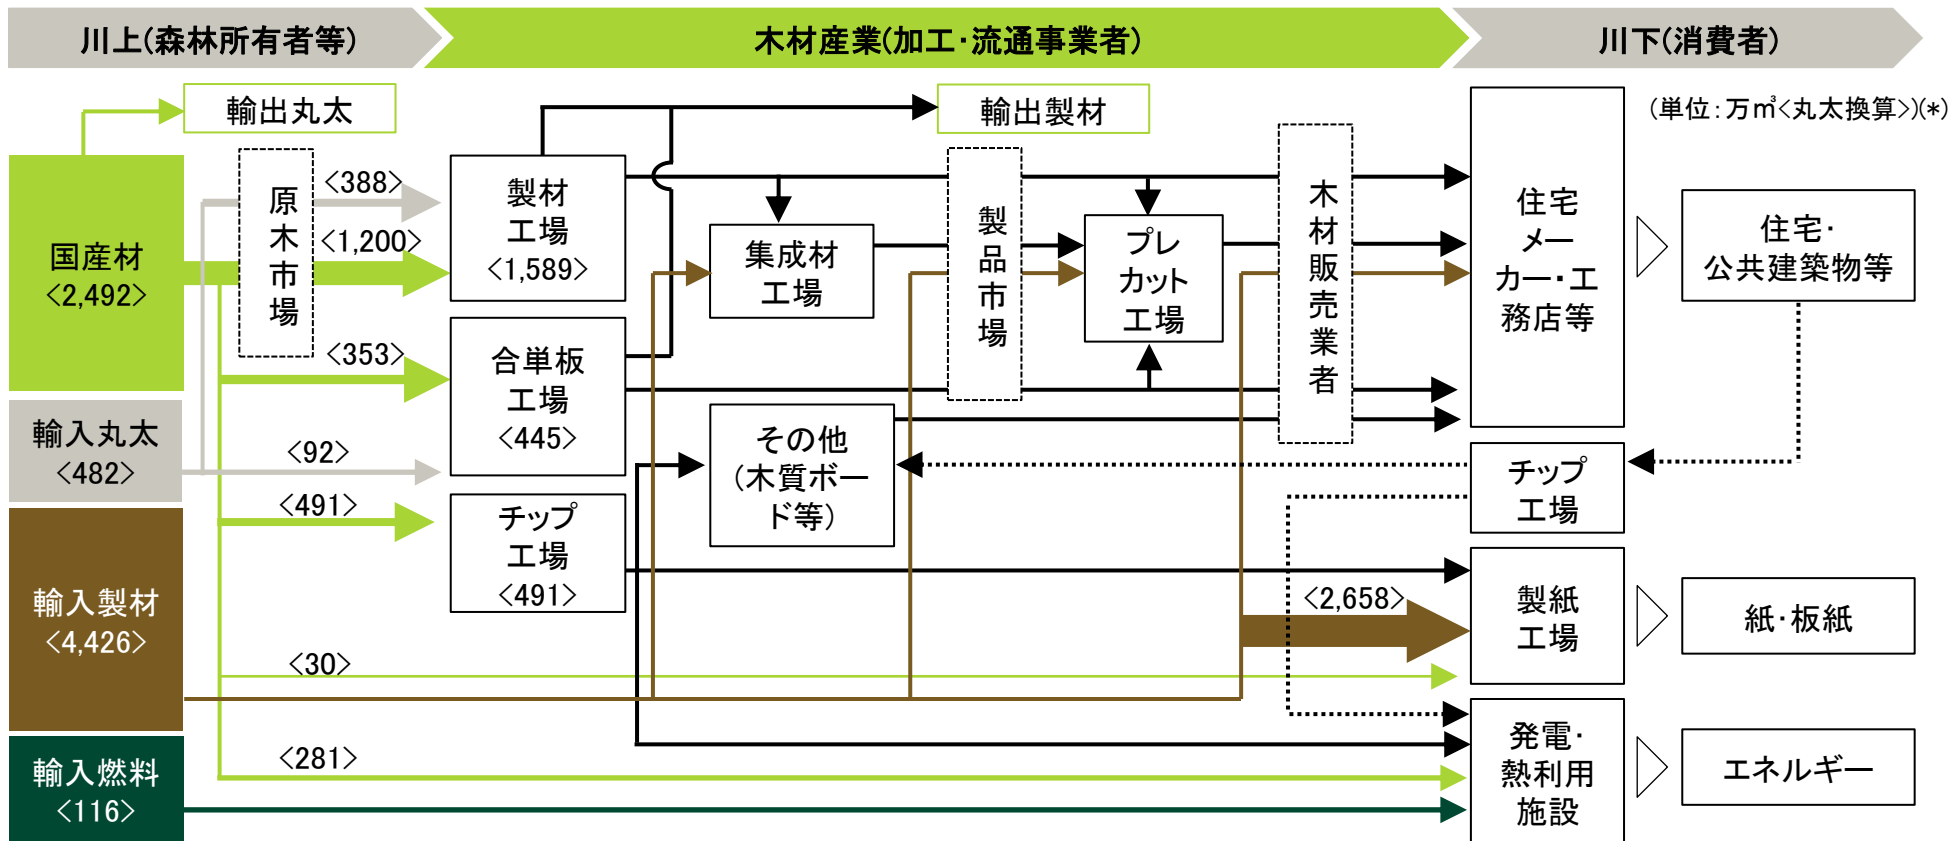 川上(森林所有者等)
木材産業(加工・流通事業者)
川下(消費者)
(単位：万㎥<丸太換算>)(*)
輸出丸太
輸出製材
国産材
<2,492>
輸入丸太
<482>
輸入製材
<4,426>
輸入燃料
<116>
原
木
市
場
<388>
<1,200>
<353>
<92>
<491>
<30>
<281>
製材
工場
<1,589>
合単板
工場
<445>
チップ
工場
<491>
集成材
工場
その他
(木質ボー
ド等)
製
品
市
場
プレ
カット
工場
木
材
販
売
業
者
<2,658>
住宅
メー
カー・工
務店等
チップ
工場
製紙
工場
発電・
熱利用
施設
住宅・
公共建築物等
紙・板紙
エネルギー